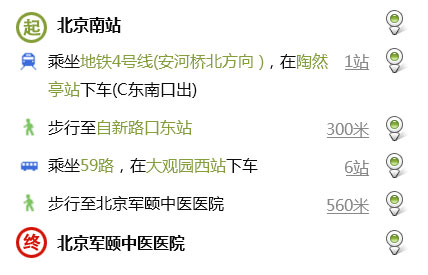 起 北京南站
乘坐地铁4号线(安河桥北方向 )，在陶然 1站
亭站下车(C东南口出)
步行至自新路口东站 300米
乘坐59路，在大观园西站下车 6站
步行至北京军颐中医医院 560米
终 北京军颐中医医院